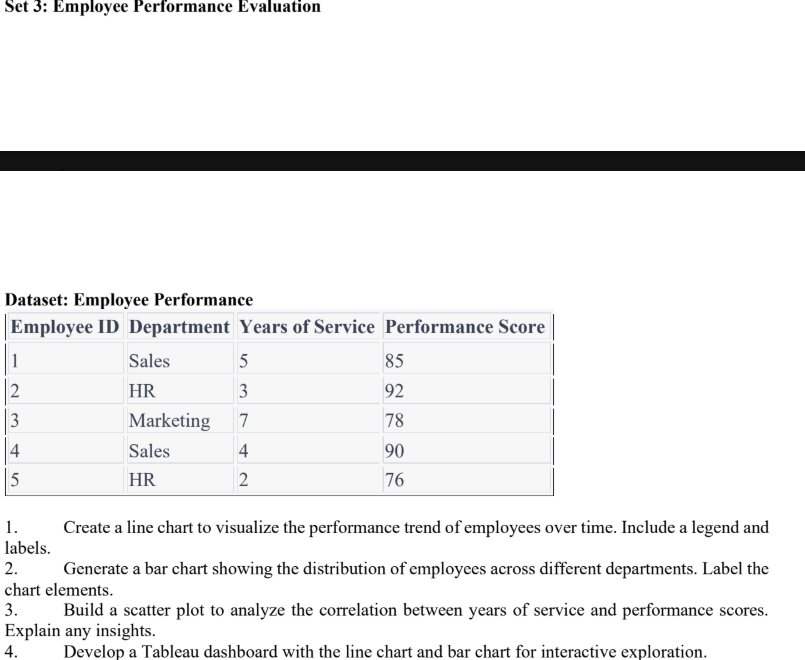 Set 3: Employee Performance Evaluation
Dataset: Employee Performance
Employee ID Department Years of Service Performance Score
1 Sales 5 85
2 HR 3 92
3 Marketing 7 78
4 Sales 4 90
5 HR 2 76
1. Create a line chart to visualize the performance trend of employees over time. Include a legend and
labels.
2. Generate a bar chart showing the distribution of employees across different departments. Label the
chart elements.
3. Build a scatter plot to analyze the correlation between years of service and performance scores.
Explain any insights.
4. Develop a Tableau dashboard with the line chart and bar chart for interactive exploration.